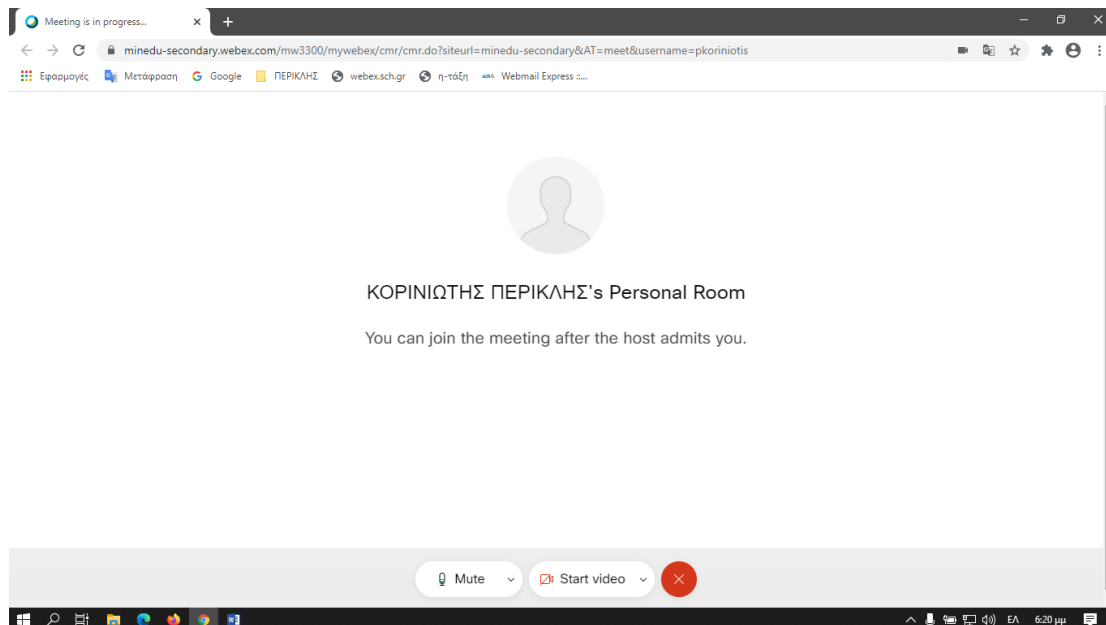 Meeting is in progress...
minedu-secondary.webex.com/mw3300/mywebex/cmr/cmr.do?siteurl=minedu-secondary&AT=meet&username=pkoriniotis
Εφαρμογές Μετάφραση Google ΠΕΡΙΚΛΗΣ webex.sch.gr η-τάξη Webmail Express ::...
ΚΟΡΙΝΙΩΤΗΣ ΠΕΡΙΚΛΗΣ's Personal Room
You can join the meeting after the host admits you.
Mute Start video
ΕΛ 6:20 μμ